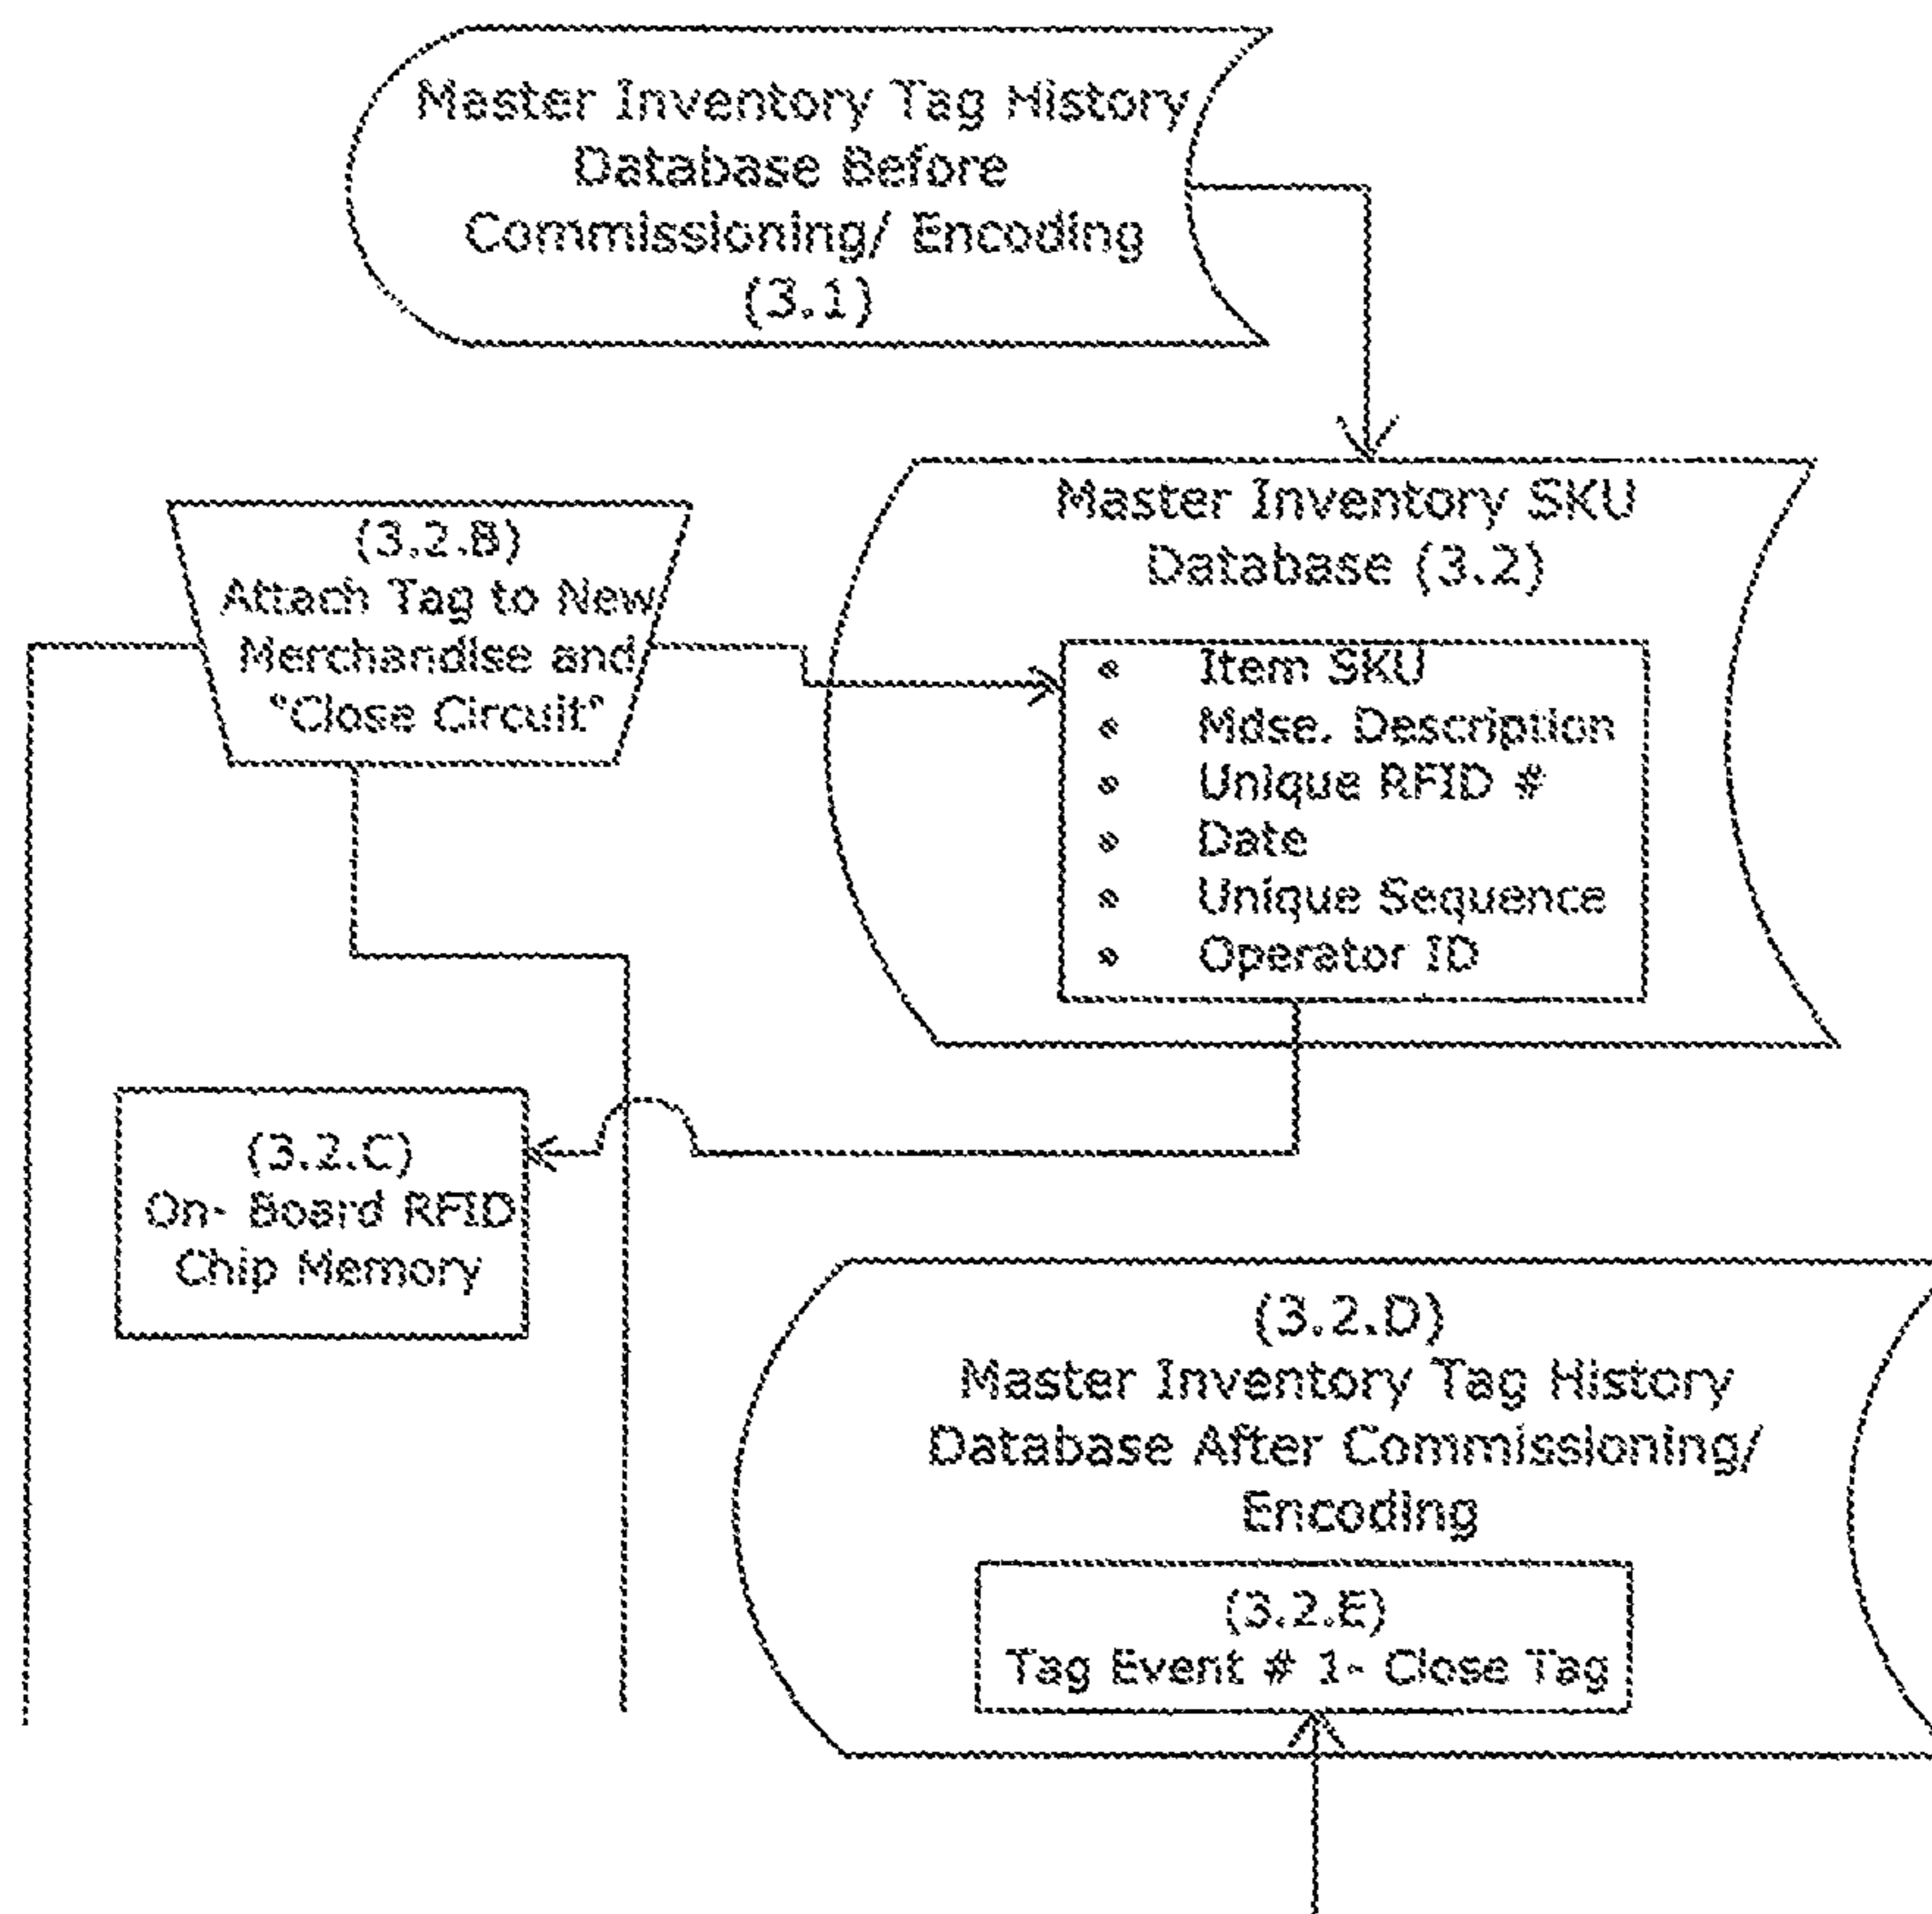 Master Inventory Tag History
Database Before
Commissioning/ Encoding
(3.1)
Master Inventory SKU
Database (3.2)
(3.2.B)
Attach Tag to New
Merchandise and
"Close Circuit"
• Item SKU
• Mdse. Description
• Unique RFID #
• Date
• Unique Sequence
• Operator ID
(3.2.C)
On- Board RFID
Chip Memory
(3.2.D)
Master Inventory Tag History
Database After Commissioning/
Encoding
(3.2.E)
Tag Event # 1- Close Tag